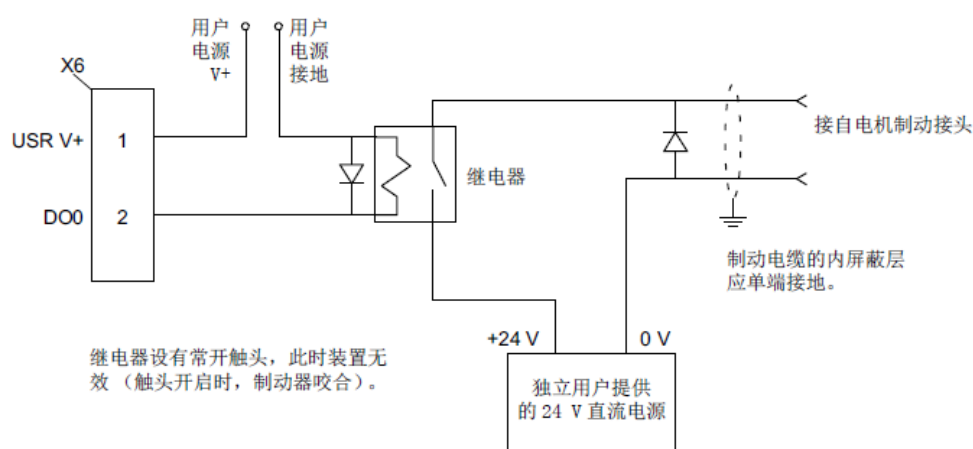 用户
电源
V+
用户
电源
接地
X6
USR V+
1
DO0
2
继电器
接自电机制动接头
制动电缆的内屏蔽层
应单端接地。
+24 V
0 V
继电器设有常开触头，此时装置无
效 （触头开启时，制动器咬合）。
独立用户提供
的 24 V 直流电源